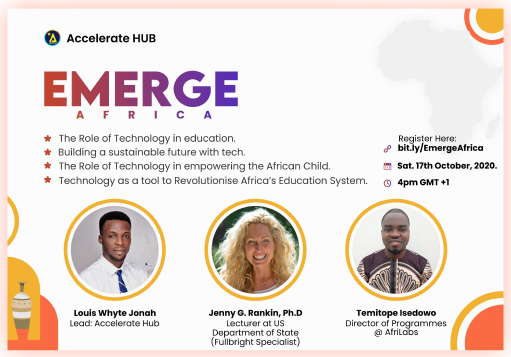 Accelerate HUB
EMERGE
AFRICA
The Role of Technology in education.
Building a sustainable future with tech.
The Role of Technology in empowering the African Child.
Technology as a tool to Revolutionise Africa's Education System.
Register Here:
bit.ly/EmergeAfrica
Sat. 17th October, 2020.
4pm GMT +1
Louis Whyte Jonah
Lead: Accelerate Hub
Jenny G. Rankin, Ph.D
Lecturer at US
Department of State
(Fullbright Specialist)
Temitope Isedowo
Director of Programmes
@ AfriLabs